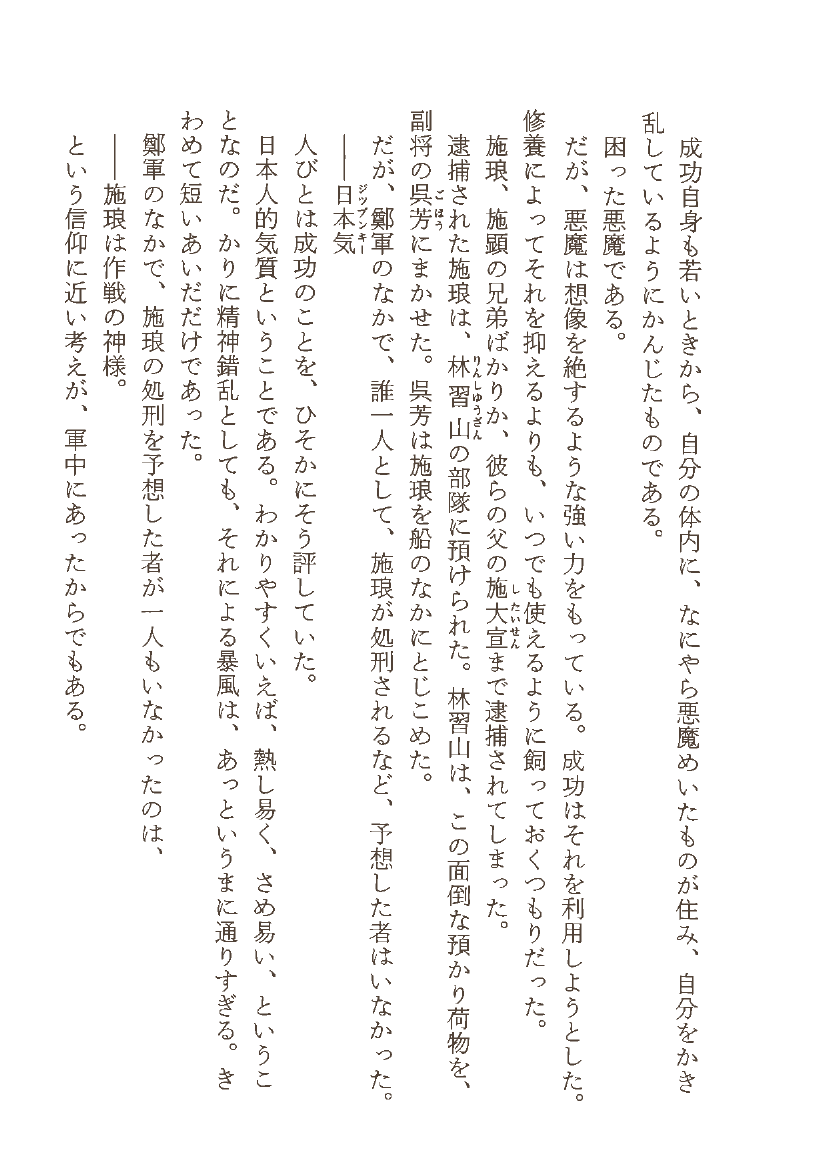 成功自身も若いときから、自分の体内に、なにやら悪魔めいたものが住み、自分をかき
乱しているようにかんじたものである。
困った悪魔である。
だが、悪魔は想像を絶するような強い力をもっている。成功はそれを利用しようとした。
修養によってそれを抑えるよりも、いつでも使えるように飼っておくつもりだった。
施琅、施顕の兄弟ばかりか、彼らの父の施大宣まで逮捕されてしまった。
したいせん
逮捕された施琅は、林習山の部隊に預けられた。林習山は、この面倒な預かり荷物を、
りんしゆうざん
副将の呉芳にまかせた。呉芳は施琅を船のなかにとじこめた。
ごほう
だが、鄭軍のなかで、誰一人として、施琅が処刑されるなど、予想した者はいなかった。
――日本気
ジツプンキー
人びとは成功のことを、ひそかにそう評していた。
日本人的気質ということである。わかりやすくいえば、熱し易く、さめ易い、というこ
となのだ。かりに精神錯乱としても、それによる暴風は、あっというまに通りすぎる。き
わめて短いあいだだけであった。
鄭軍のなかで、施琅の処刑を予想した者が一人もいなかったのは、
――施琅は作戦の神様。
という信仰に近い考えが、軍中にあったからでもある。